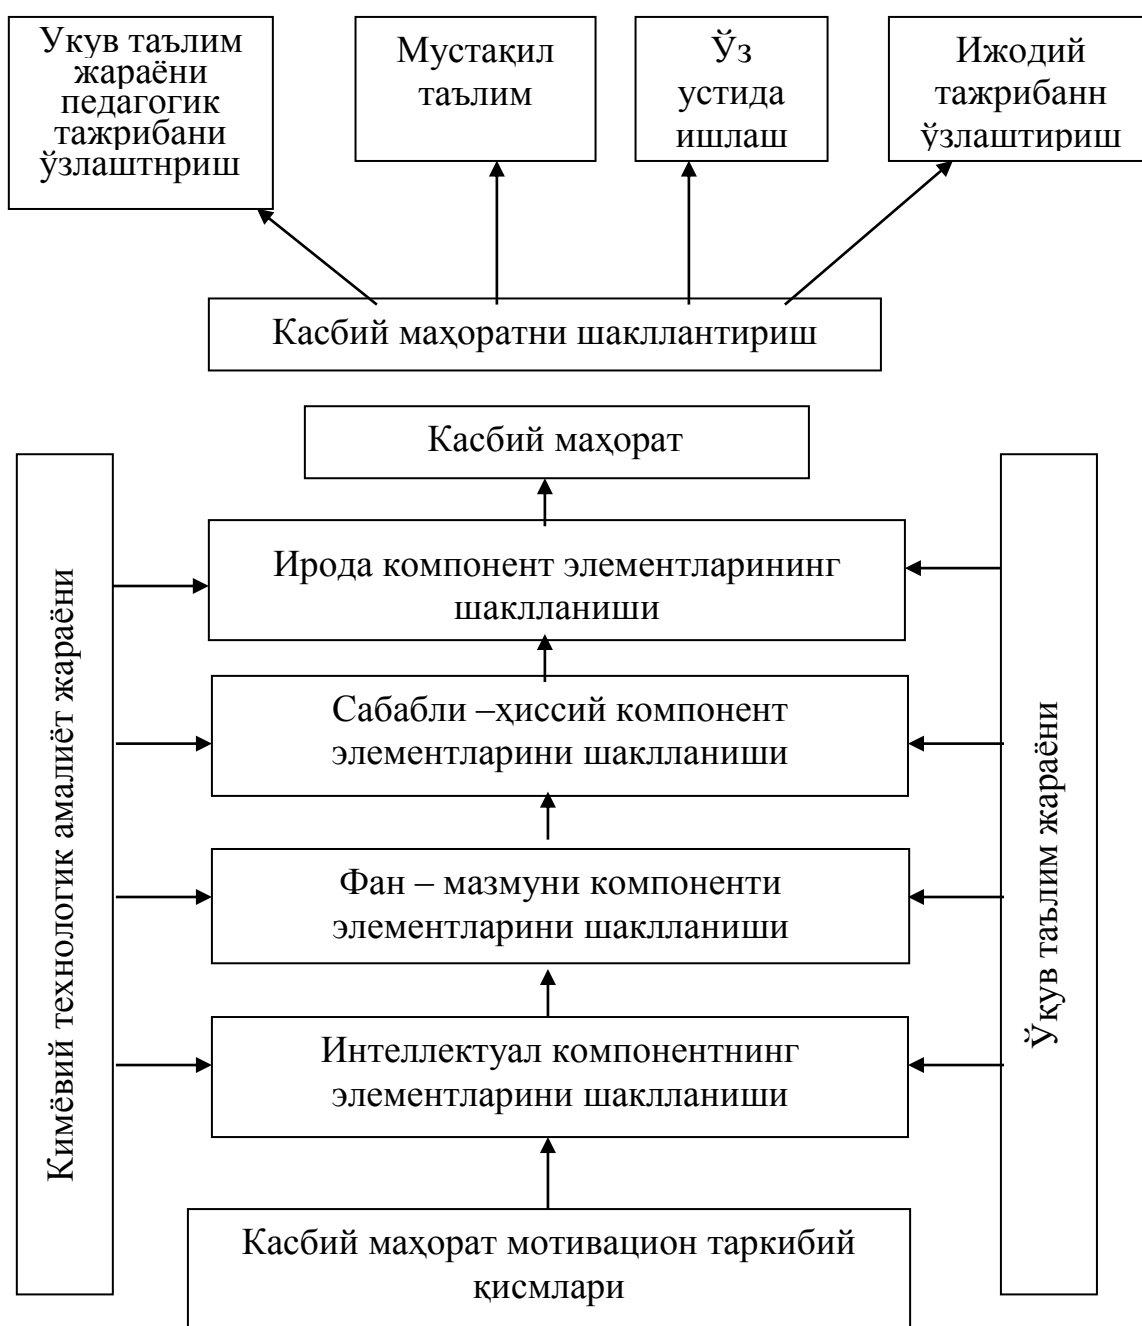 Укув таълим
жараёни
педагогик
тажрибани
ўзлаштнриш
Мустақил
таълим
Ўз
устида
ишлаш
Ижодий
тажрибанн
ўзлаштириш
Касбий маҳоратни шакллантириш
Касбий маҳорат
Кимёвий технологик амалиёт жараёни
Ирода компонент элементларининг
шаклланиши
Сабабли –ҳиссий компонент
элементларини шаклланиши
Фан – мазмуни компоненти
элементларини шаклланиши
Интеллектуал компонентнинг
элементларини шаклланиши
Касбий маҳорат мотивацион таркибий
қисмлари
Ўқув таълим жараёни